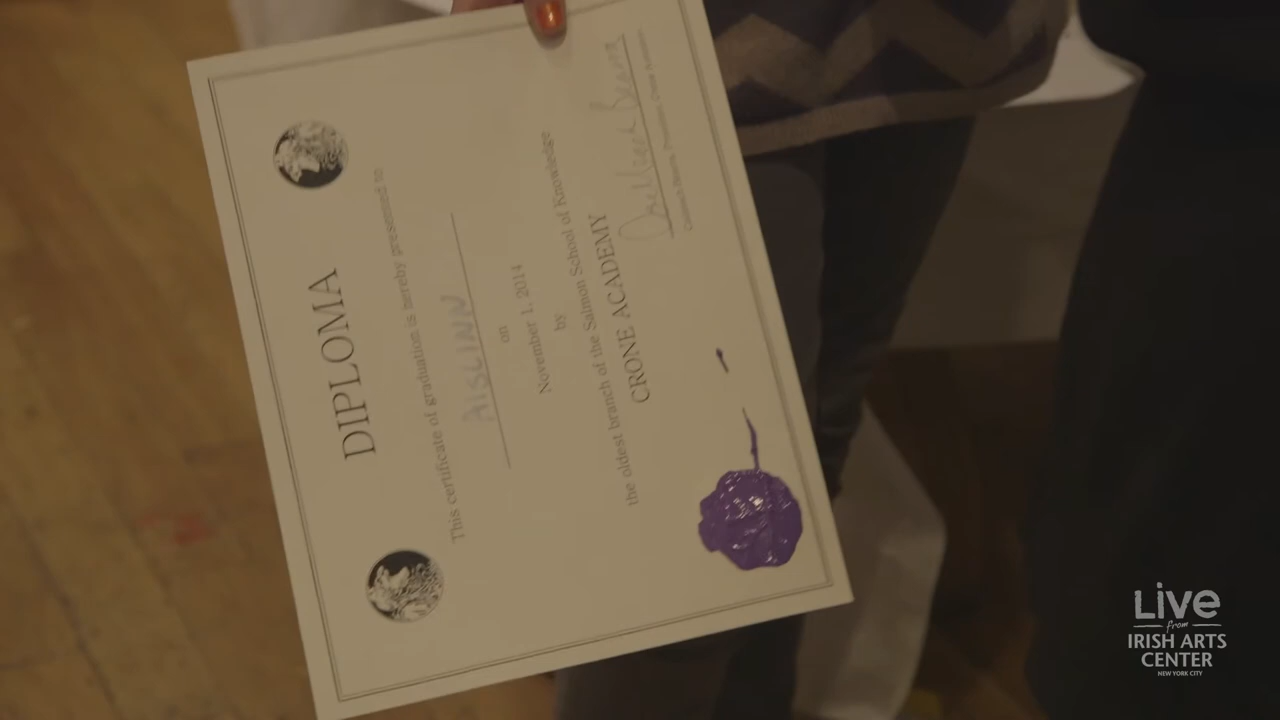 DIPLOMA
This certificate of graduation is hereby presented to
AISLINN
on
November 1, 2014
by
the oldest branch of the Salmon School of Knowledge
CRONE ACADEMY
Live
from
IRISH ARTS
CENTER
NEW YORK CITY